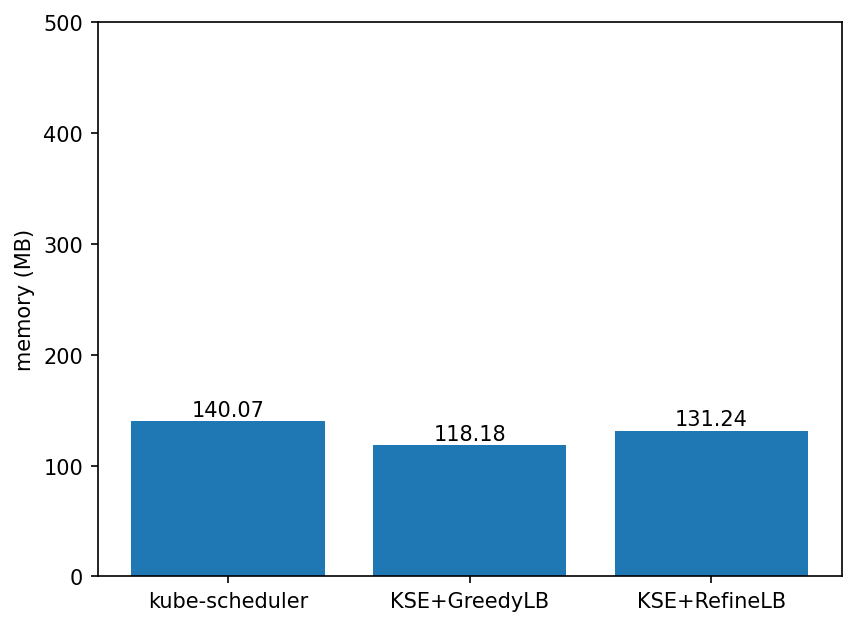 500
400
300
200
100
0
memory (MB)
140.07
118.18
131.24
kube-scheduler
KSE+GreedyLB
KSE+RefineLB